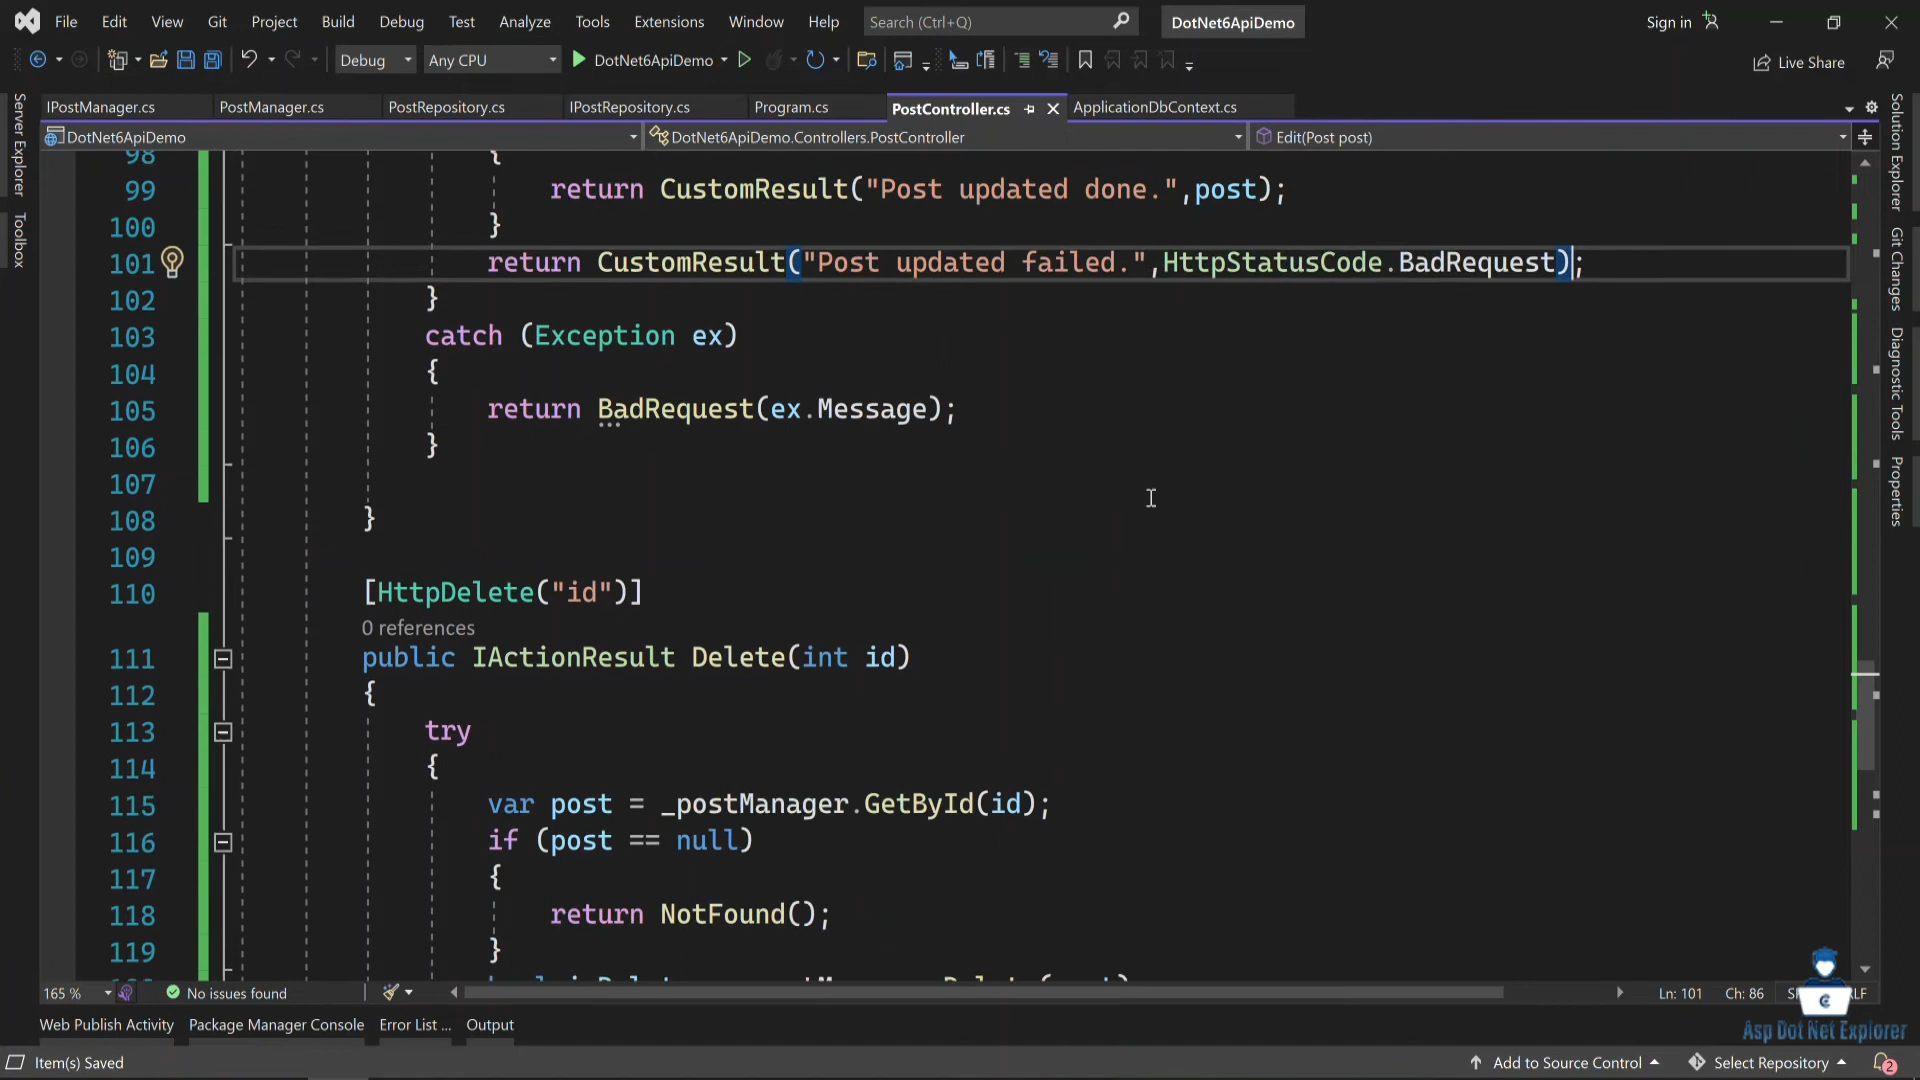 File Edit View Git Project Build Debug Test Analyze Tools Extensions Window Help Search (Ctrl+Q) DotNet6ApiDemo Sign in
Debug Any CPU DotNet6ApiDemo Live Share
IPostManager.cs PostManager.cs PostRepository.cs IPostRepository.cs Program.cs PostController.cs ApplicationDbContext.cs
DotNet6ApiDemo DotNet6ApiDemo.Controllers.PostController Edit(Post post)
Server Explorer
Toolbox
Solution Explorer
Git Changes
Diagnostic Tools
Properties
98 {
99 return CustomResult("Post updated done.",post);
100 }
101 return CustomResult("Post updated failed.",HttpStatusCode.BadRequest);
102 }
103 catch (Exception ex)
104 {
105 return BadRequest(ex.Message);
106 }
107
108 }
109
110 [HttpDelete("id")]
0 references
111 public IActionResult Delete(int id)
112 {
113 try
114 {
115 var post = _postManager.GetById(id);
116 if (post == null)
117 {
118 return NotFound();
119 }
165 % No issues found Ln: 101 Ch: 86
Asp Dot Net Explorer
Web Publish Activity Package Manager Console Error List ... Output
Item(s) Saved Add to Source Control Select Repository 2